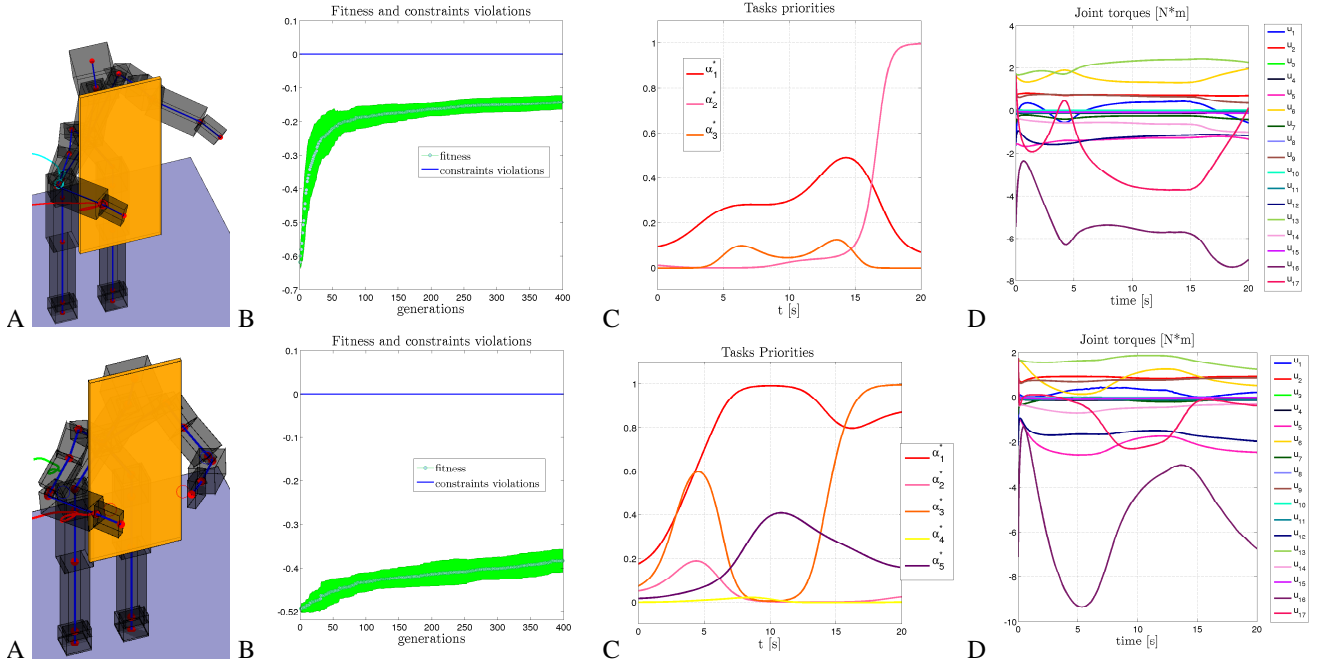 Fitness and constraints violations
0.1
0
-0.1
-0.2
-0.3
-0.4
-0.5
-0.6
-0.7
0 50 100 150 200 250 300 350 400
generations
fitness
constraints violations
Tasks priorities
1
0.8
0.6
0.4
0.2
0
0 5 10 15 20
t [s]
α*1
α*2
α*3
Joint torques [N*m]
4
2
0
-2
-4
-6
-8
0 5 10 15 20
time [s]
u1
u2
u3
u4
u5
u6
u7
u8
u9
u10
u11
u12
u13
u14
u15
u16
u17
A B C D
Fitness and constraints violations
0.1
0
-0.1
-0.2
-0.3
-0.4
-0.52
0 50 100 150 200 250 300 350 400
generations
fitness
constraints violations
Tasks Priorities
1
0.8
0.6
0.4
0.2
0
0 5 10 15 20
t [s]
α*1
α*2
α*3
α*4
α*5
Joint torques [N*m]
2
0
-2
-4
-6
-8
-10
0 5 10 15 20
time [s]
u1
u2
u3
u4
u5
u6
u7
u8
u9
u10
u11
u12
u13
u14
u15
u16
u17
A B C D